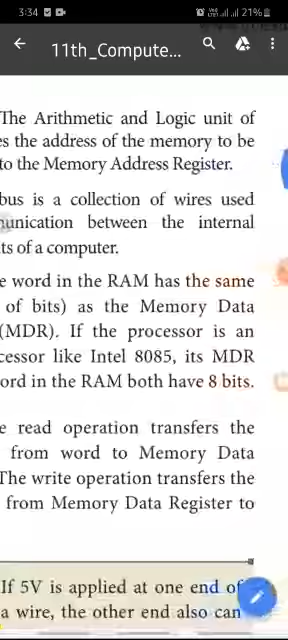 3:34
21%
11th_Compute...
The Arithmetic and Logic unit of
es the address of the memory to be
to the Memory Address Register.
bus is a collection of wires used
munication between the internal
ts of a computer.
e word in the RAM has the same
of bits) as the Memory Data
(MDR). If the processor is an
cessor like Intel 8085, its MDR
ord in the RAM both have 8 bits.
e read operation transfers the
from word to Memory Data
The write operation transfers the
from Memory Data Register to
If 5V is applied at one end of
a wire, the other end also can